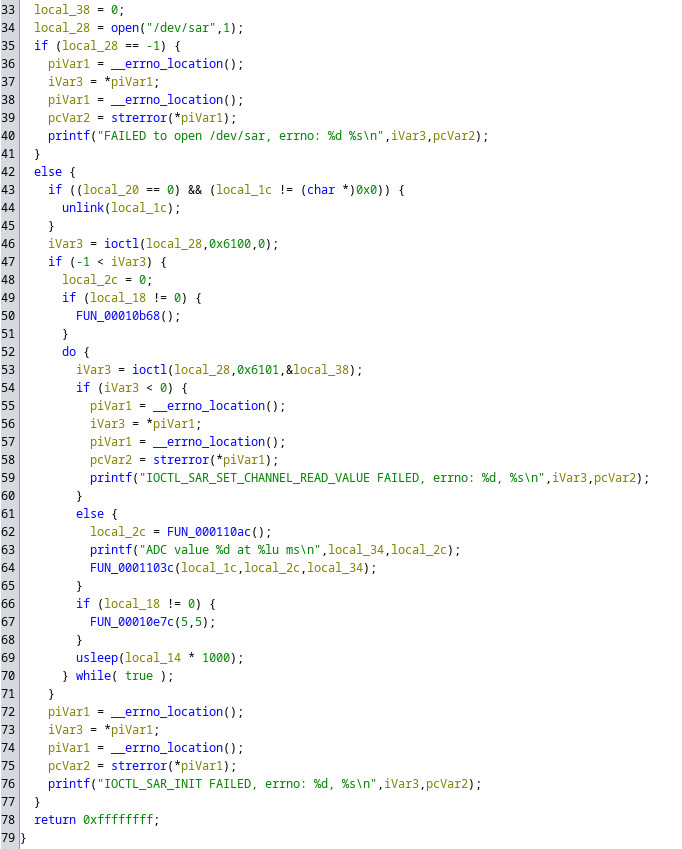 33 local_38 = 0;
34 local_28 = open("/dev/sar",1);
35 if (local_28 == -1) {
36 piVar1 = __errno_location();
37 iVar3 = *piVar1;
38 piVar1 = __errno_location();
39 pcVar2 = strerror(*piVar1);
40 printf("FAILED to open /dev/sar, errno: %d %s\n",iVar3,pcVar2);
41 }
42 else {
43 if ((local_20 == 0) && (local_1c != (char *)0x0)) {
44 unlink(local_1c);
45 }
46 iVar3 = ioctl(local_28,0x6100,0);
47 if (-1 < iVar3) {
48 local_2c = 0;
49 if (local_18 != 0) {
50 FUN_00010b68();
51 }
52 do {
53 iVar3 = ioctl(local_28,0x6101,&local_38);
54 if (iVar3 < 0) {
55 piVar1 = __errno_location();
56 iVar3 = *piVar1;
57 piVar1 = __errno_location();
58 pcVar2 = strerror(*piVar1);
59 printf("IOCTL_SAR_SET_CHANNEL_READ_VALUE FAILED, errno: %d, %s\n",iVar3,pcVar2);
60 }
61 else {
62 local_2c = FUN_000110ac();
63 printf("ADC value %d at %lu ms\n",local_34,local_2c);
64 FUN_0001103c(local_1c,local_2c,local_34);
65 }
66 if (local_18 != 0) {
67 FUN_00010e7c(5,5);
68 }
69 usleep(local_14 * 1000);
70 } while( true );
71 }
72 piVar1 = __errno_location();
73 iVar3 = *piVar1;
74 piVar1 = __errno_location();
75 pcVar2 = strerror(*piVar1);
76 printf("IOCTL_SAR_INIT FAILED, errno: %d, %s\n",iVar3,pcVar2);
77 }
78 return 0xffffffff;
79 }